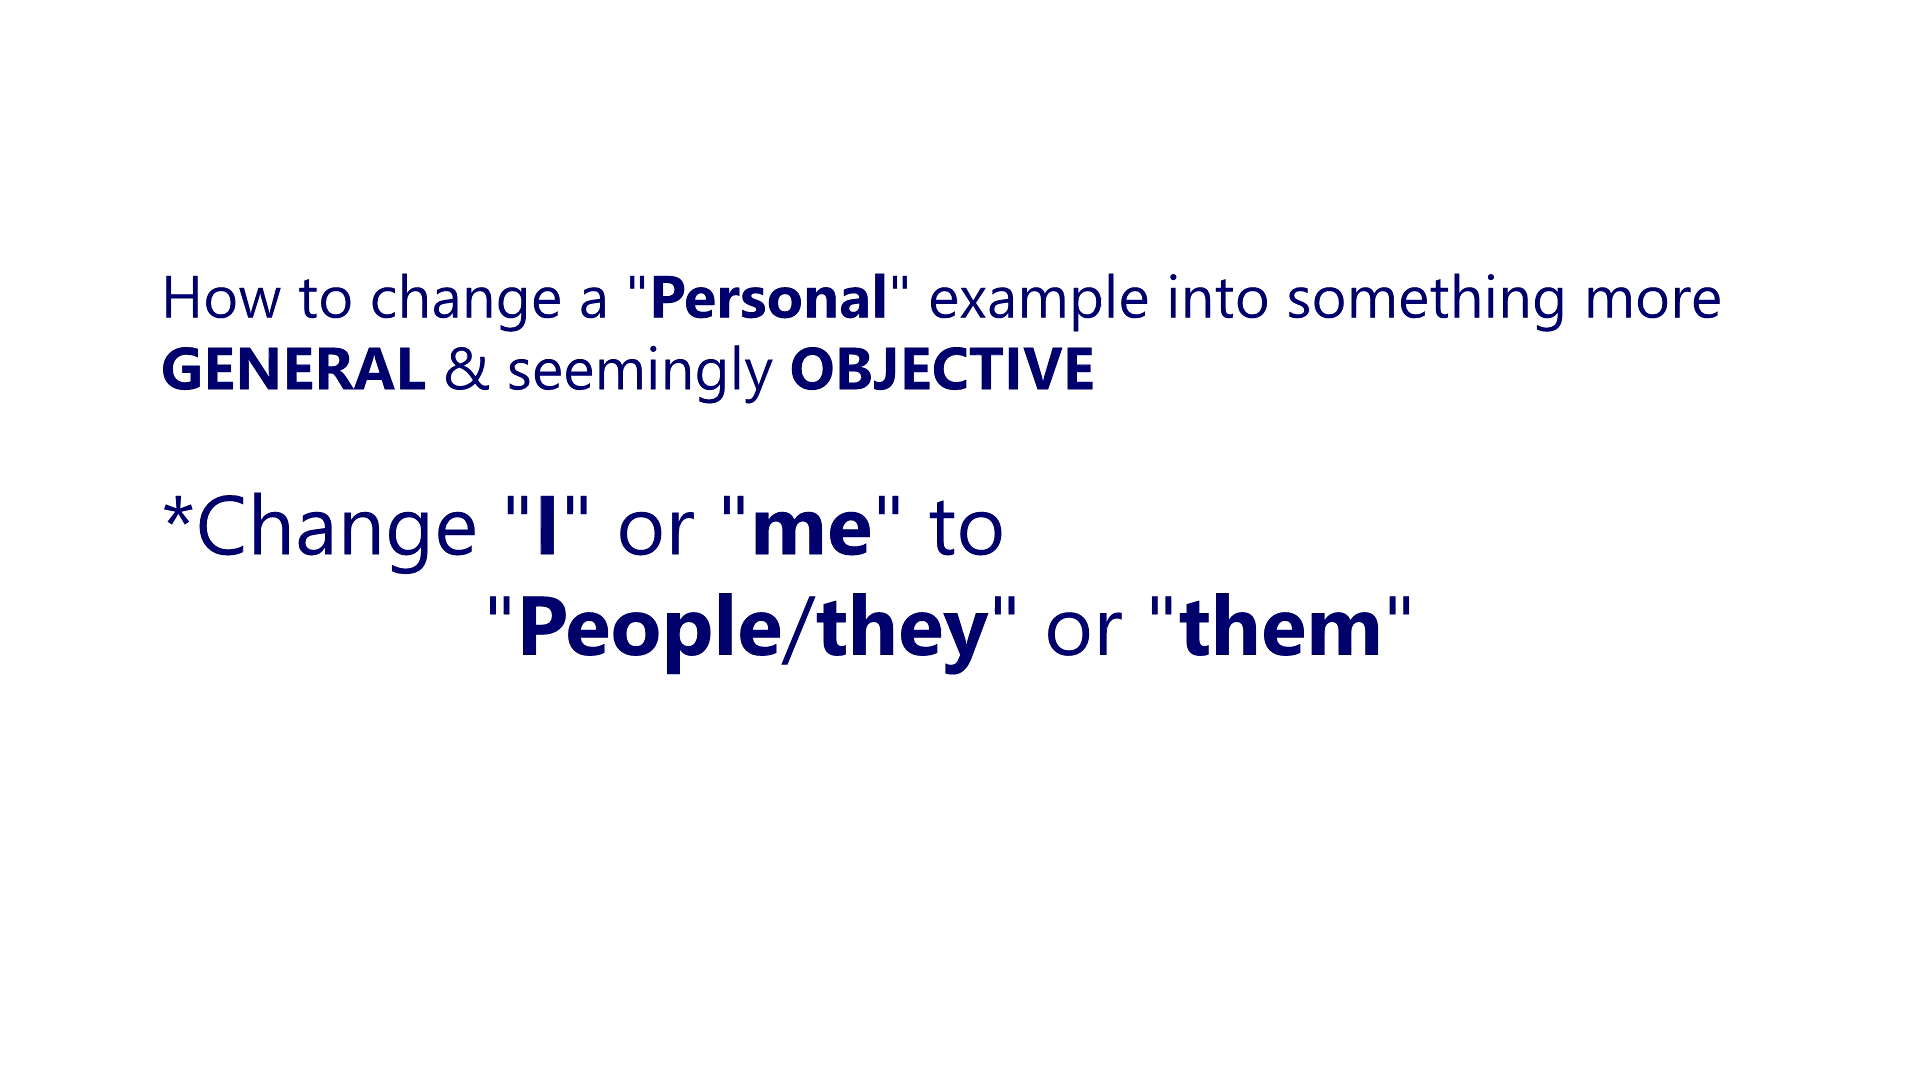 How to change a "Personal" example into something more
GENERAL & seemingly OBJECTIVE
*Change "I" or "me" to
"People/they" or "them"